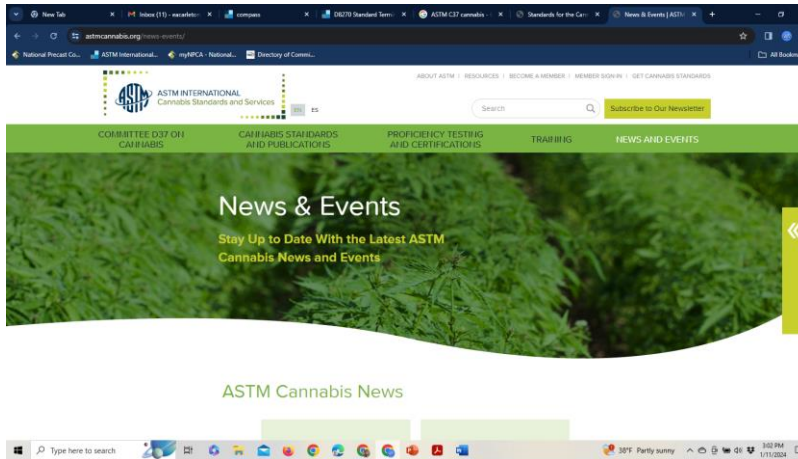 New Tab
Inbox (11) - eacarleton
compass
D8270 Standard Term
ASTM C37 cannabis -
Standards for the Cann
News & Events | ASTM
astmcannabis.org/news-events/
National Precast Co...
ASTM International...
myNPCA - National...
Directory of Commi...
All Bookm
ABOUT ASTM | RESOURCES | BECOME A MEMBER | MEMBER SIGN-IN | GET CANNABIS STANDARDS
ASTM INTERNATIONAL
Cannabis Standards and Services
EN ES
Search
Subscribe to Our Newsletter
COMMITTEE D37 ON
CANNABIS
CANNABIS STANDARDS
AND PUBLICATIONS
PROFICIENCY TESTING
AND CERTIFICATIONS
TRAINING
NEWS AND EVENTS
News & Events
Stay Up to Date With the Latest ASTM
Cannabis News and Events
ASTM Cannabis News
Type here to search
38°F Partly sunny
3:02 PM
1/11/2024